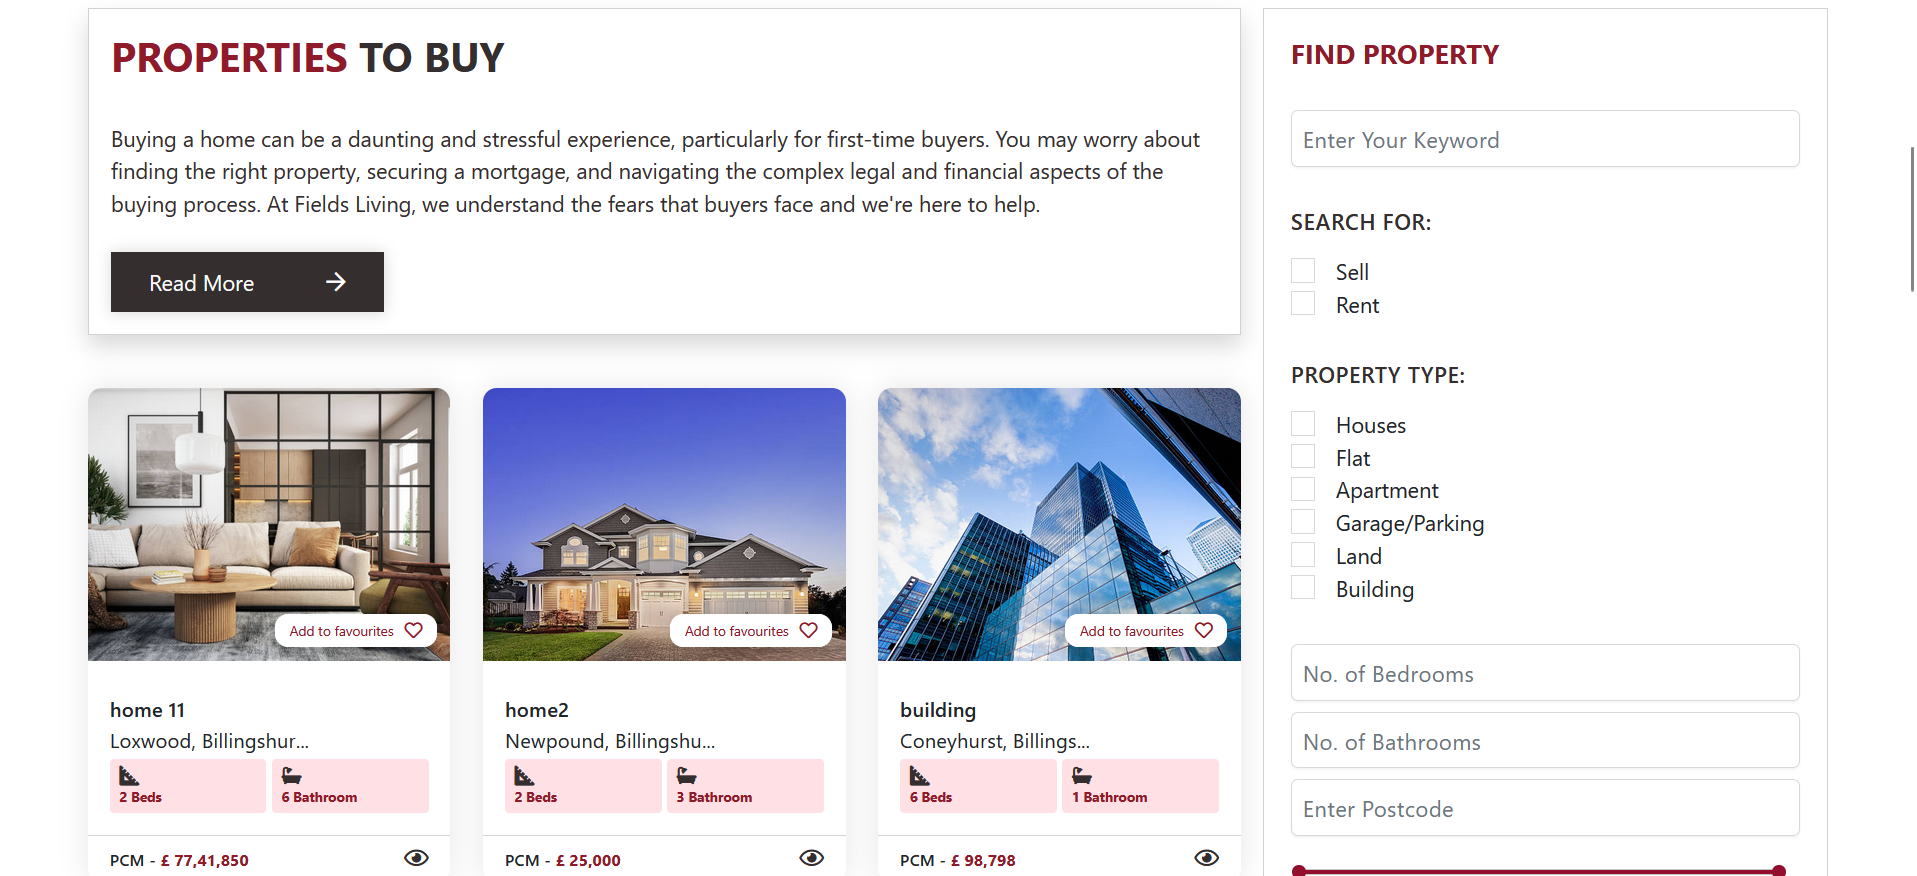 PROPERTIES TO BUY
Buying a home can be a daunting and stressful experience, particularly for first-time buyers. You may worry about
finding the right property, securing a mortgage, and navigating the complex legal and financial aspects of the
buying process. At Fields Living, we understand the fears that buyers face and we're here to help.
Read More
Add to favourites
home 11
Loxwood, Billingshur...
2 Beds
6 Bathroom
PCM - £ 77,41,850
Add to favourites
home2
Newpound, Billingshu...
2 Beds
3 Bathroom
PCM - £ 25,000
Add to favourites
building
Coneyhurst, Billings...
6 Beds
1 Bathroom
PCM - £ 98,798
FIND PROPERTY
Enter Your Keyword
SEARCH FOR:
Sell
Rent
PROPERTY TYPE:
Houses
Flat
Apartment
Garage/Parking
Land
Building
No. of Bedrooms
No. of Bathrooms
Enter Postcode